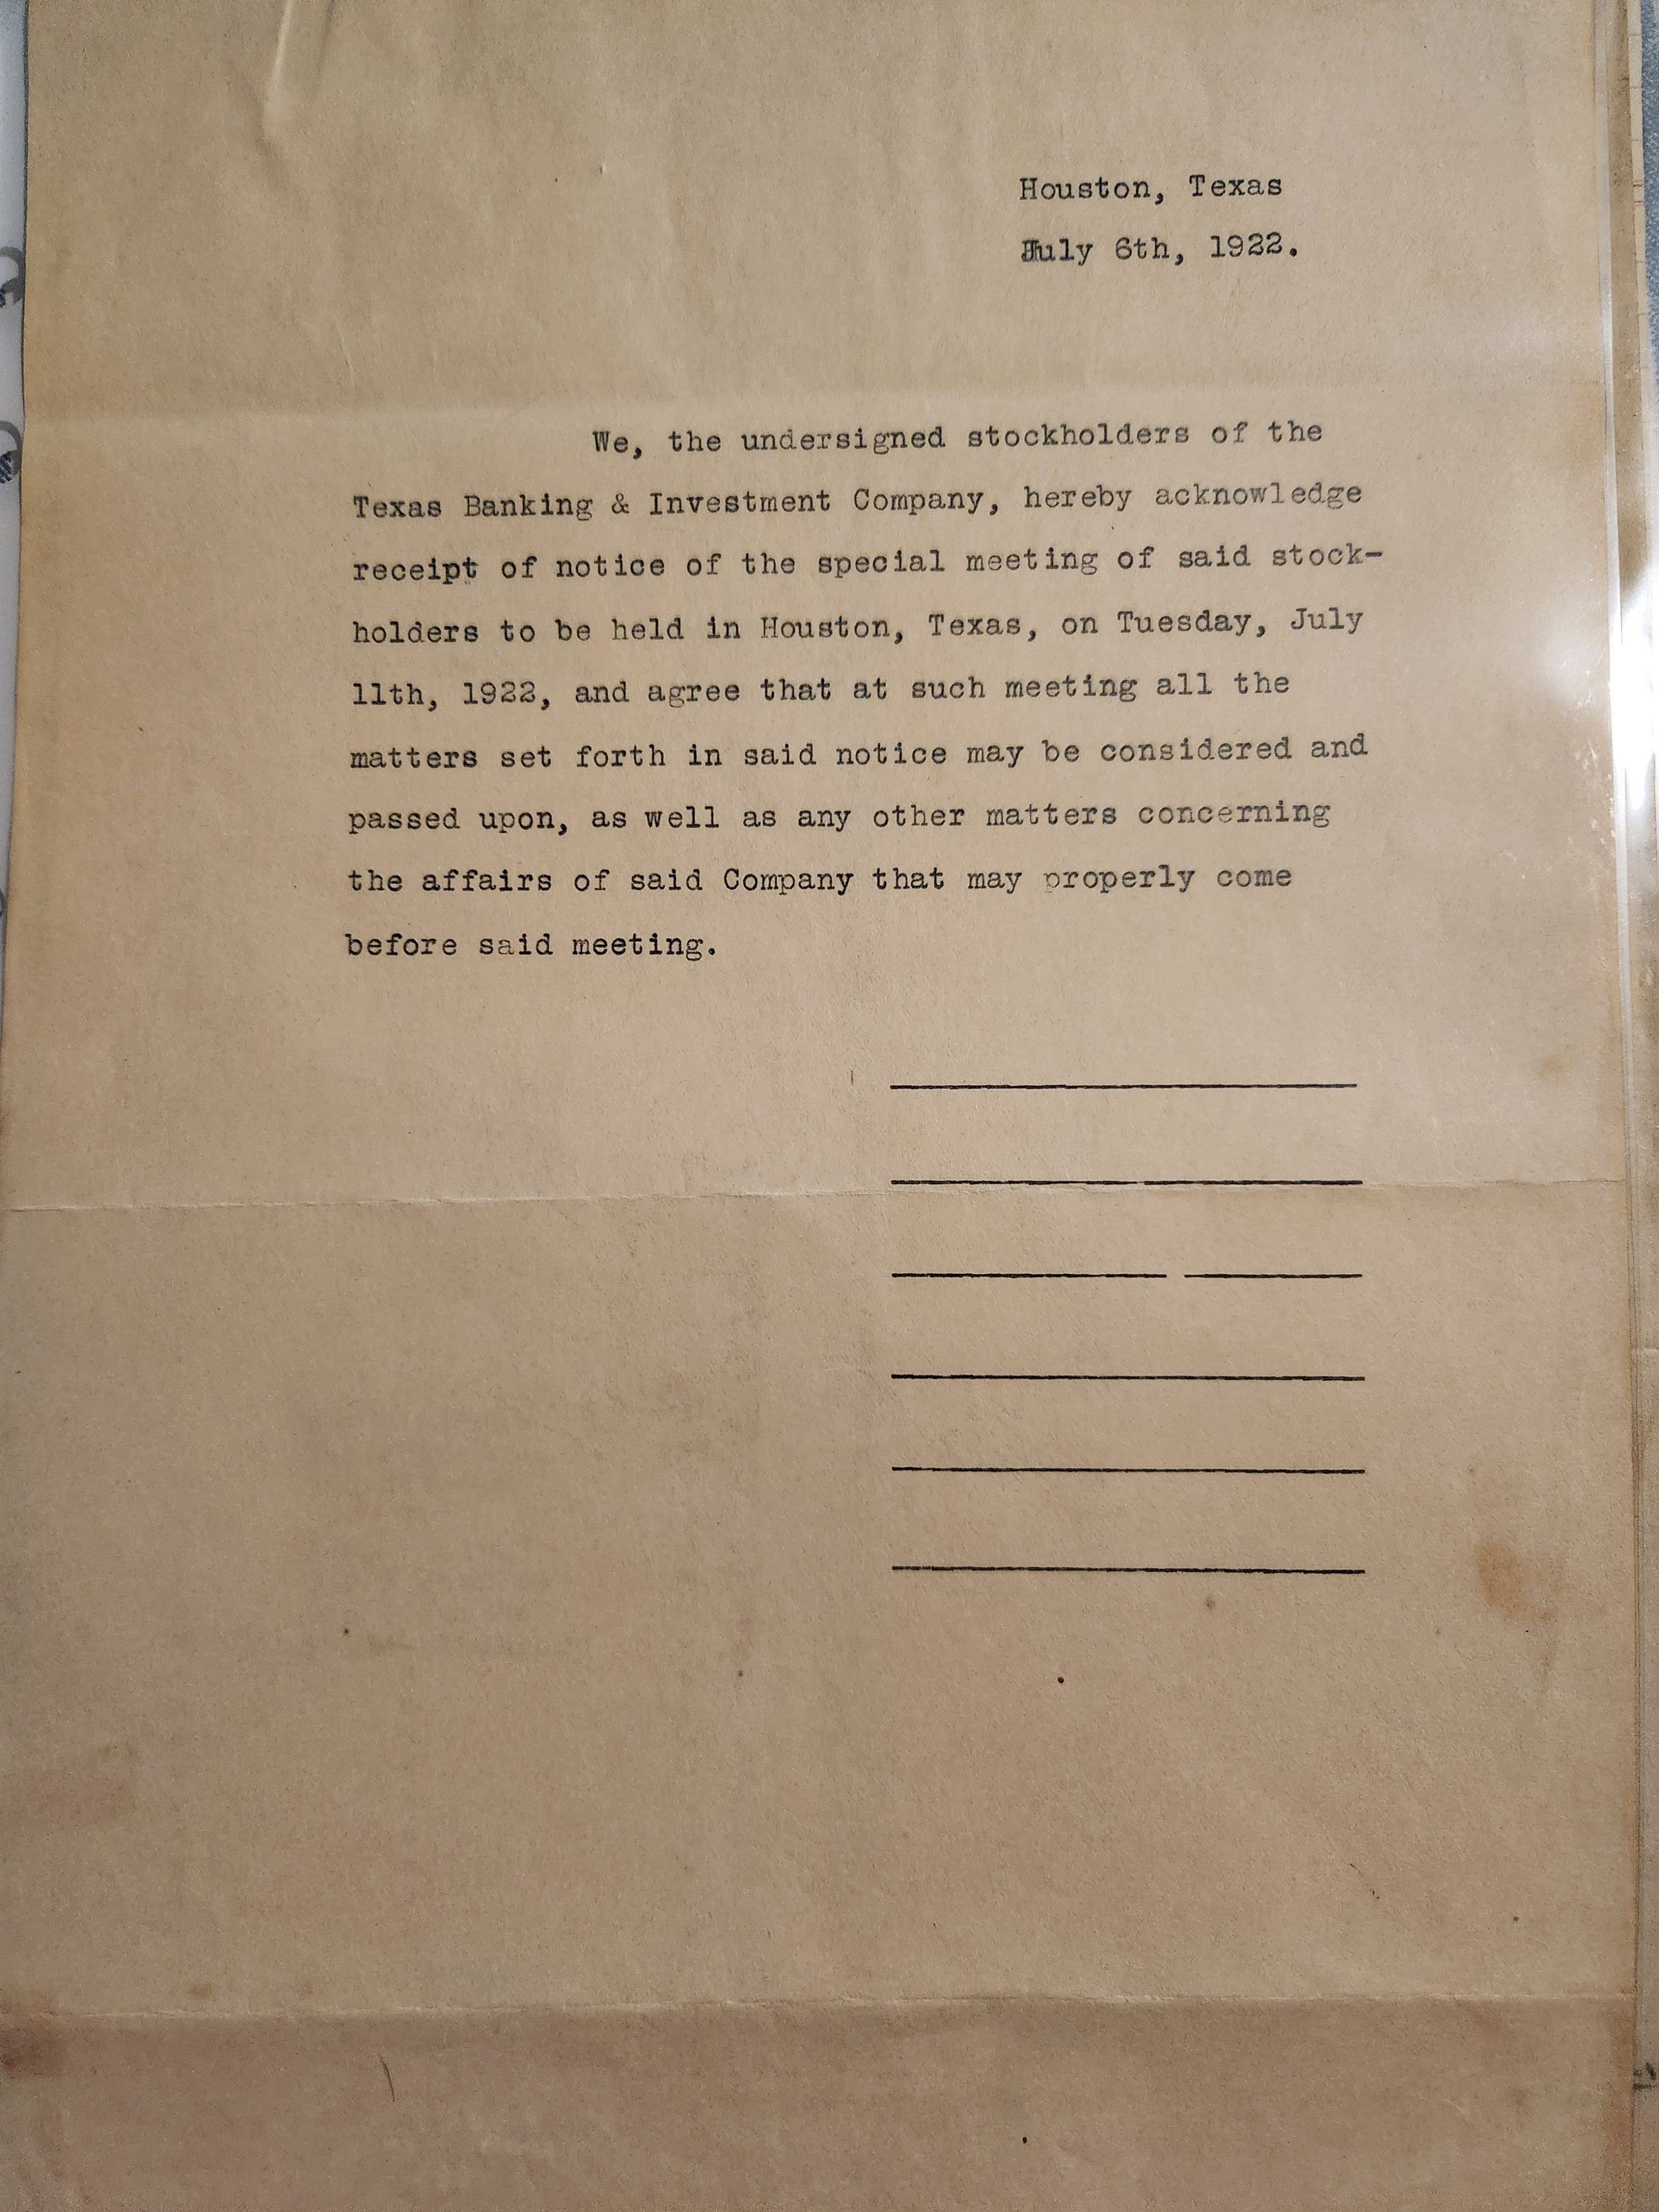 Houston, Texas
July 6th, 1922.
We, the undersigned stockholders of the
Texas Banking & Investment Company, hereby acknowledge
receipt of notice of the special meeting of said stock-
holders to be held in Houston, Texas, on Tuesday, July
11th, 1922, and agree that at such meeting all the
matters set forth in said notice may be considered and
passed upon, as well as any other matters concerning
the affairs of said Company that may properly come
before said meeting.